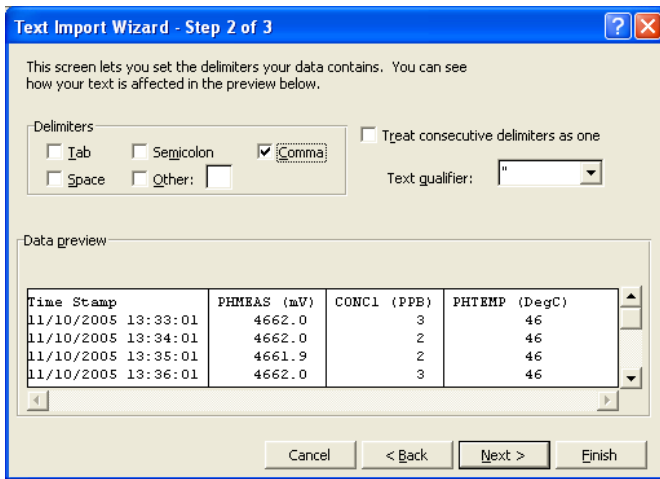 Text Import Wizard - Step 2 of 3
This screen lets you set the delimiters your data contains. You can see
how your text is affected in the preview below.
Delimiters
Tab Semicolon Comma
Space Other:
Treat consecutive delimiters as one
Text qualifier: "
Data preview
Time Stamp PHMEAS (mV) CONC1 (PPB) PHTEMP (DegC)
11/10/2005 13:33:01 4662.0 3 46
11/10/2005 13:34:01 4662.0 2 46
11/10/2005 13:35:01 4661.9 2 46
11/10/2005 13:36:01 4662.0 3 46
Cancel < Back Next > Finish